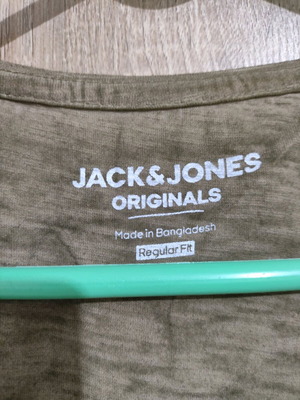 JACK&JONES
ORIGINALS
Made in Bangladesh
Regular Fit